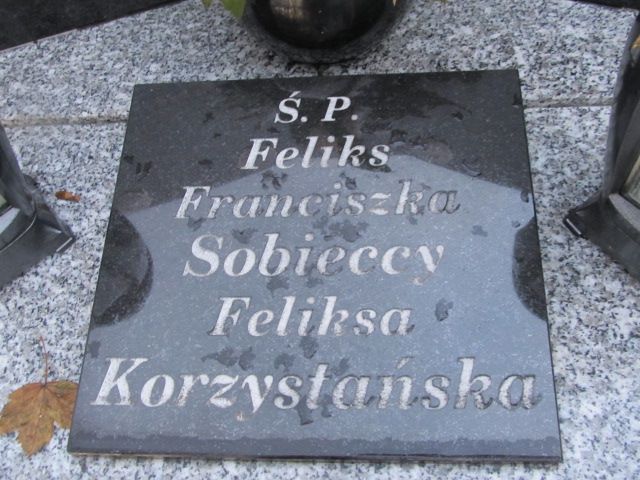 Ś. P.
Feliks
Franciszka
Sobieccy
Feliksa
Korzystańska